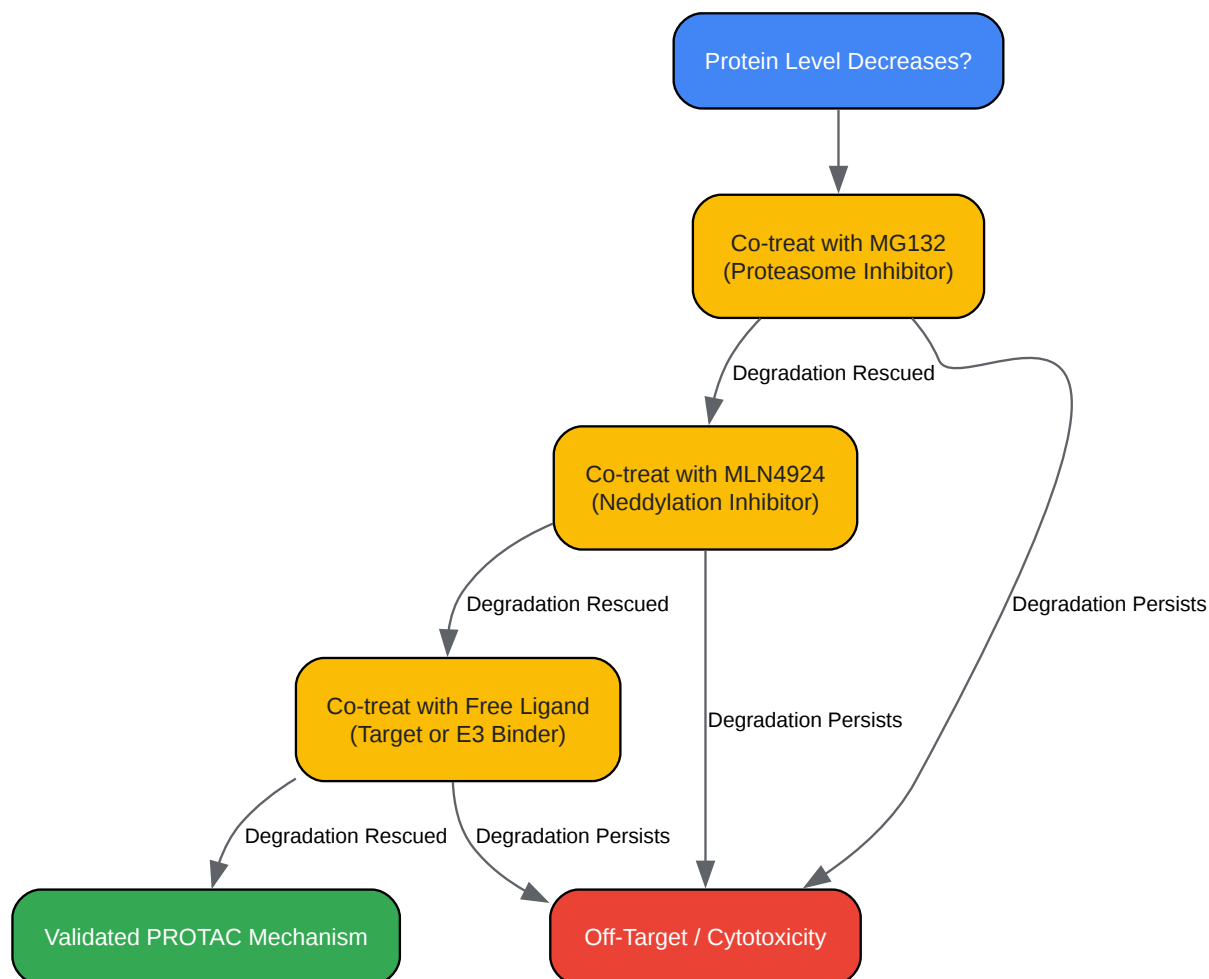 Protein Level Decreases?
Co-treat with MG132
(Proteasome Inhibitor)
Degradation Rescued
Co-treat with MLN4924
(Neddylation Inhibitor)
Degradation Rescued
Degradation Persists
Co-treat with Free Ligand
(Target or E3 Binder)
Degradation Persists
Degradation Rescued
Degradation Persists
Validated PROTAC Mechanism
Off-Target / Cytotoxicity